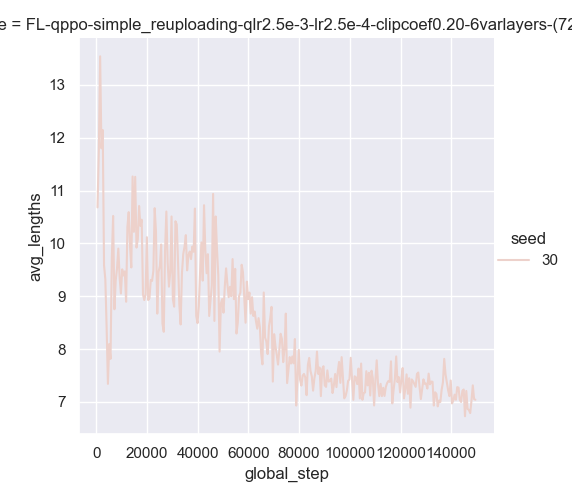 e = FL-qppo-simple_reuploading-qlr2.5e-3-lr2.5e-4-clipcoef0.20-6varlayers-(72
13
12
11
10
9
8
7
avg_lengths
seed
30
0 20000 40000 60000 80000 100000 120000 140000
global_step